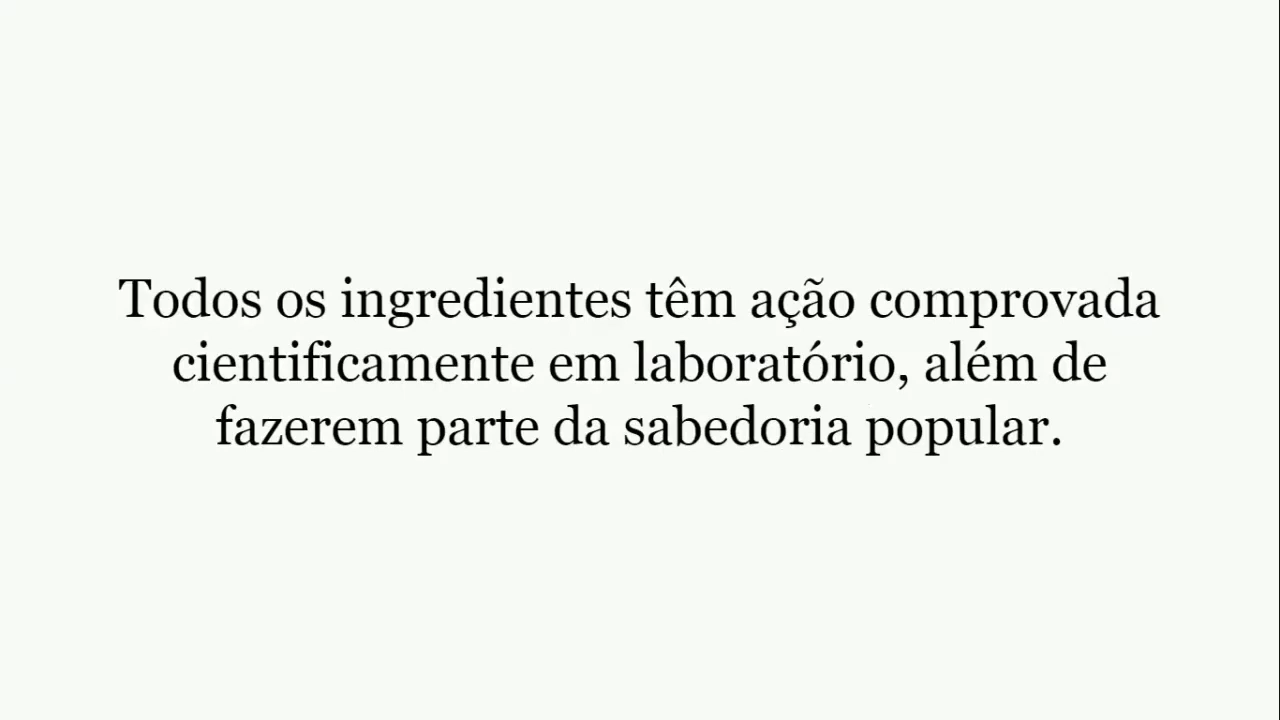 Todos os ingredientes têm ação comprovada
cientificamente em laboratório, além de
fazerem parte da sabedoria popular.